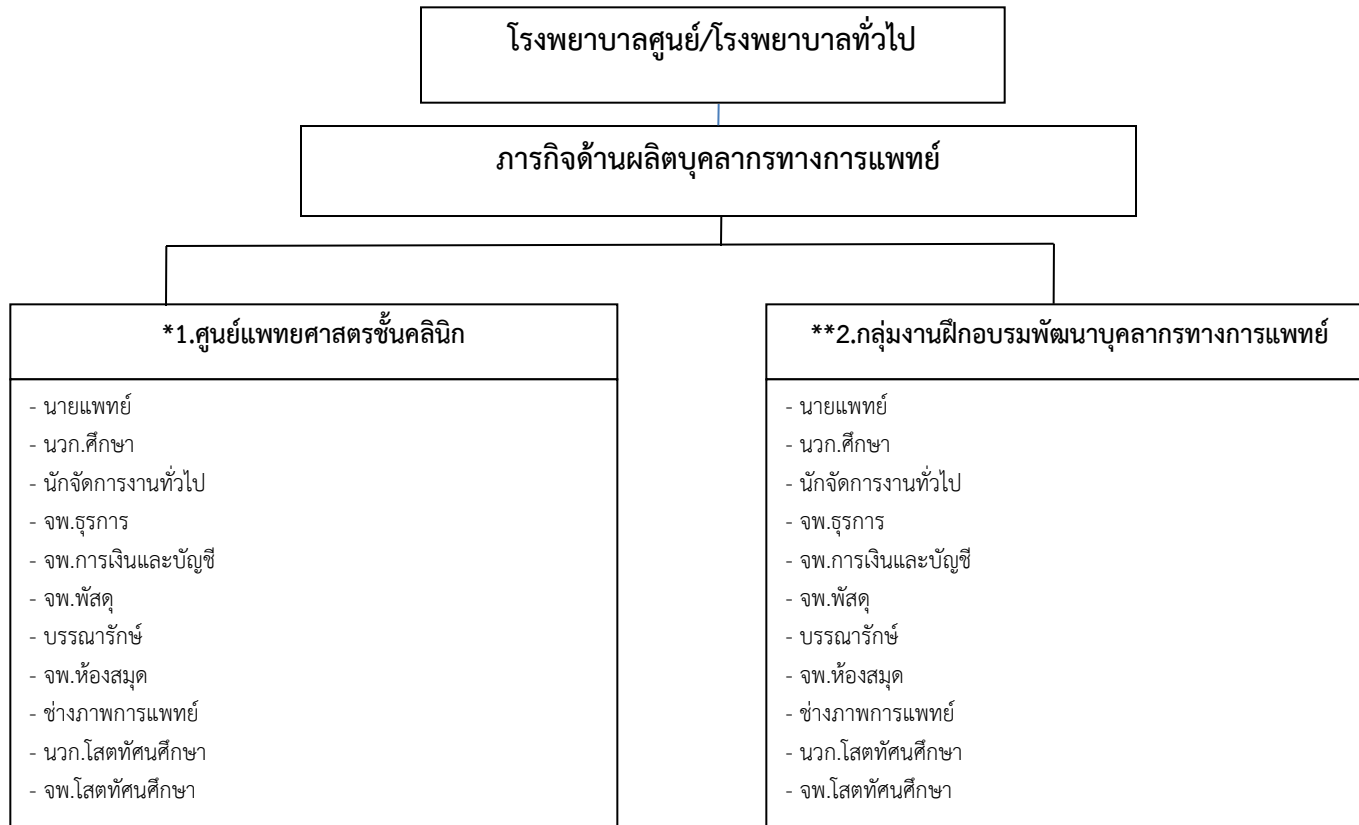 โรงพยาบาลศูนย์/โรงพยาบาลทั่วไป
ภารกิจด้านผลิตบุคลากรทางการแพทย์
*1.ศูนย์แพทยศาสตรชั้นคลินิก
- นายแพทย์
- นวก.ศึกษา
- นักจัดการงานทั่วไป
- จพ.ธุรการ
- จพ.การเงินและบัญชี
- จพ.พัสดุ
- บรรณารักษ์
- จพ.ห้องสมุด
- ช่างภาพการแพทย์
- นวก.โสตทัศนศึกษา
- จพ.โสตทัศนศึกษา
**2.กลุ่มงานฝึกอบรมพัฒนาบุคลากรทางการแพทย์
- นายแพทย์
- นวก.ศึกษา
- นักจัดการงานทั่วไป
- จพ.ธุรการ
- จพ.การเงินและบัญชี
- จพ.พัสดุ
- บรรณารักษ์
- จพ.ห้องสมุด
- ช่างภาพการแพทย์
- นวก.โสตทัศนศึกษา
- จพ.โสตทัศนศึกษา